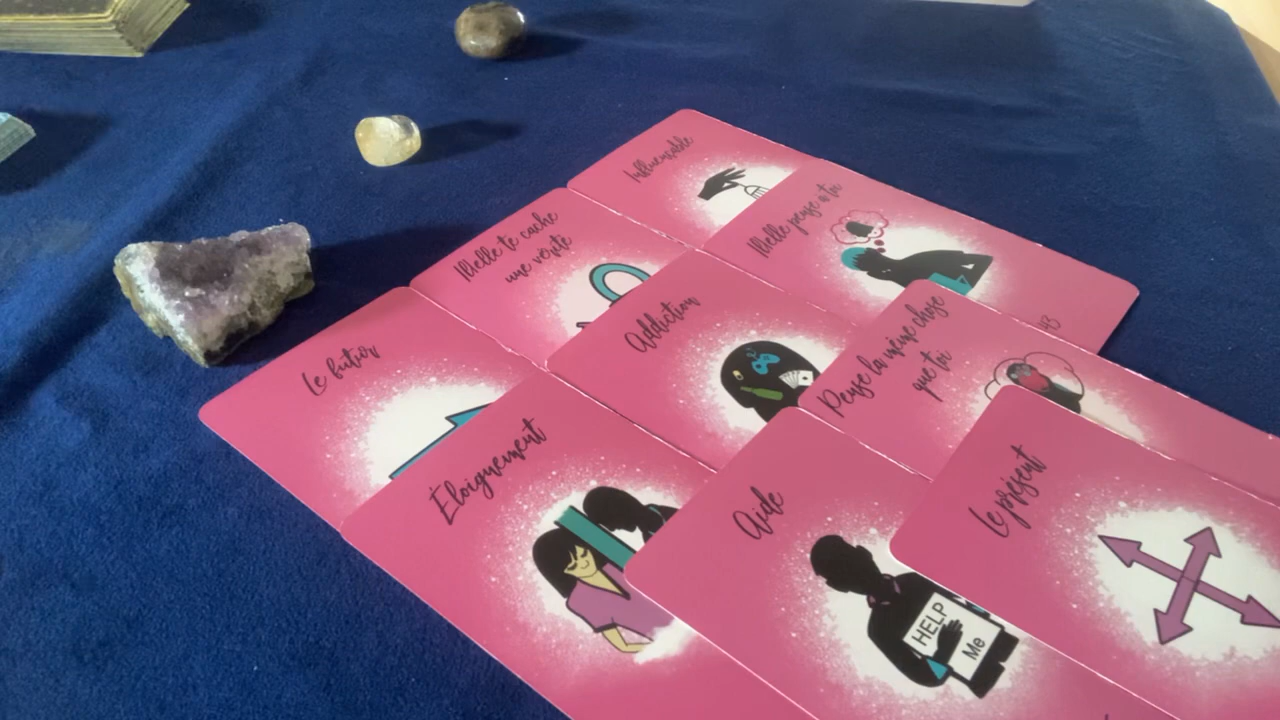 Influençable
Il/elle pense à toi
Il/elle te cache
une vérité
Addiction
43
Pense la même chose
que toi
Le futur
Éloignement
Aide
Le présent
HELP
Me